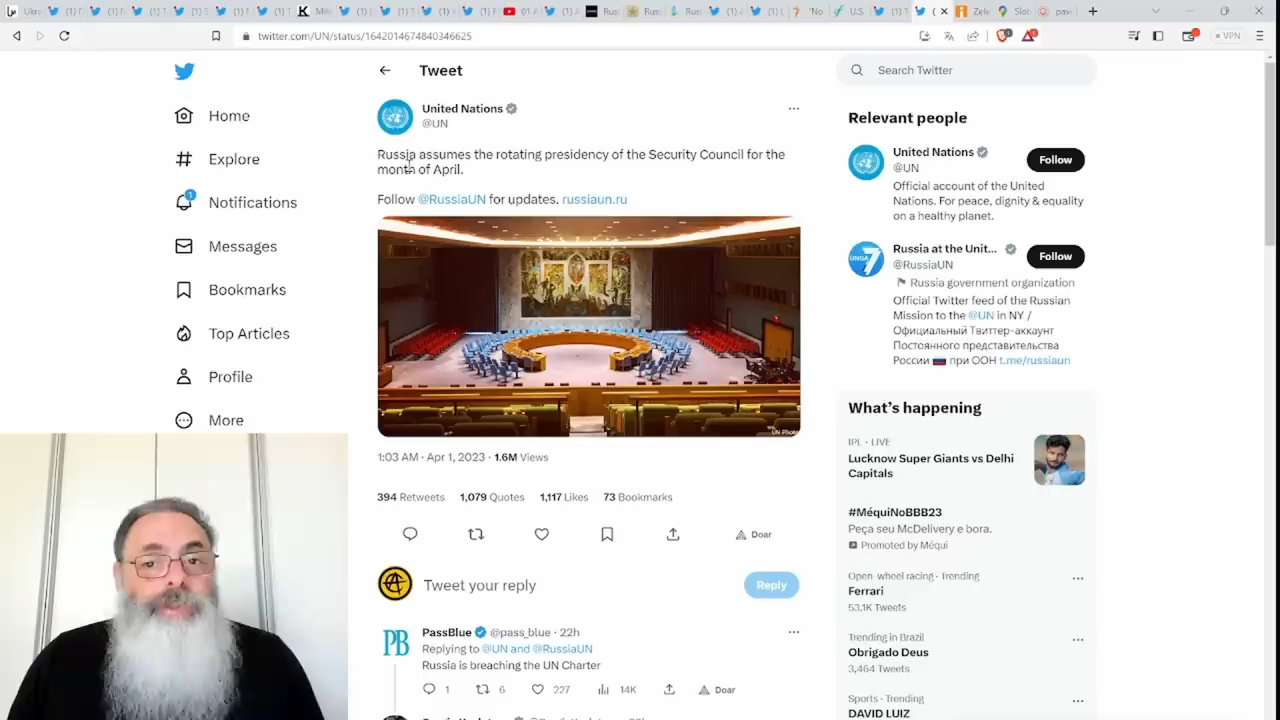 twitter.com/UN/status/1642014674840346625
VPN
Home
Explore
Notifications
1
Messages
Bookmarks
Top Articles
Profile
More
Tweet
United Nations
@UN
Russia assumes the rotating presidency of the Security Council for the
month of April.
Follow @RussiaUN for updates. russiaun.ru
UN Photo
1:03 AM · Apr 1, 2023 · 1.6M Views
394 Retweets 1,079 Quotes 1,117 Likes 73 Bookmarks
Doar
Tweet your reply
Reply
PB
PassBlue @pass_blue · 22h
Replying to @UN and @RussiaUN
Russia is breaching the UN Charter
1 6 227 14K Doar
Search Twitter
Relevant people
United Nations
@UN
Follow
Official account of the United
Nations. For peace, dignity & equality
on a healthy planet.
Russia at the Unit...
@RussiaUN
Follow
Russia government organization
Official Twitter feed of the Russian
Mission to the @UN in NY /
Официальный Твиттер-аккаунт
Постоянного представительства
России при ООН t.me/russiaun
What's happening
IPL · LIVE
Lucknow Super Giants vs Delhi
Capitals
#MéquiNoBBB23
Peça seu McDelivery e bora.
Promoted by Méqui
Open-wheel racing · Trending
Ferrari
53.1K Tweets
Trending in Brazil
Obrigado Deus
3,464 Tweets
Sports · Trending
DAVID LUIZ